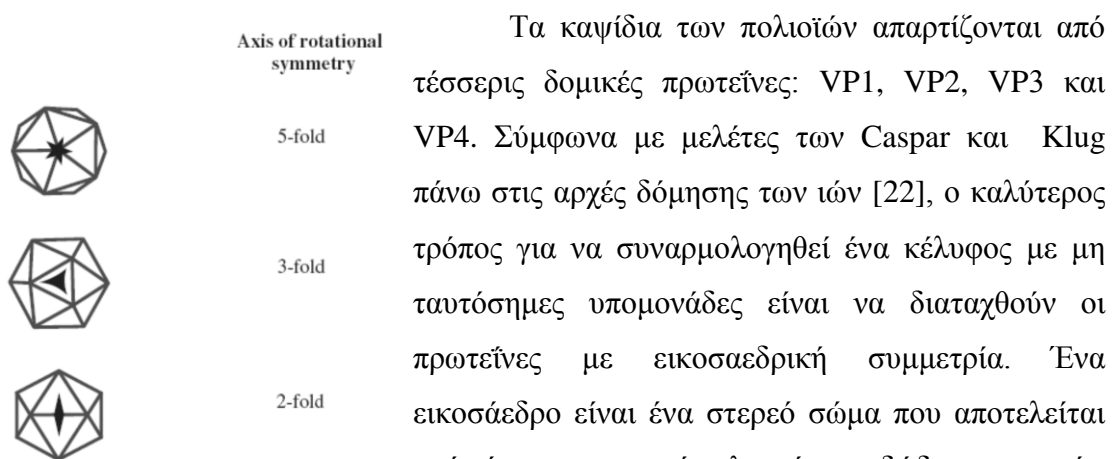 Axis of rotational
symmetry
5-fold
3-fold
2-fold
Τα καψίδια των πολιοϊών απαρτίζονται από
τέσσερις δομικές πρωτεΐνες: VP1, VP2, VP3 και
VP4. Σύμφωνα με μελέτες των Caspar και Klug
πάνω στις αρχές δόμησης των ιών [22], ο καλύτερος
τρόπος για να συναρμολογηθεί ένα κέλυφος με μη
ταυτόσημες υπομονάδες είναι να διαταχθούν οι
πρωτεΐνες με εικοσαεδρική συμμετρία. Ένα
εικοσάεδρο είναι ένα στερεό σώμα που αποτελείται